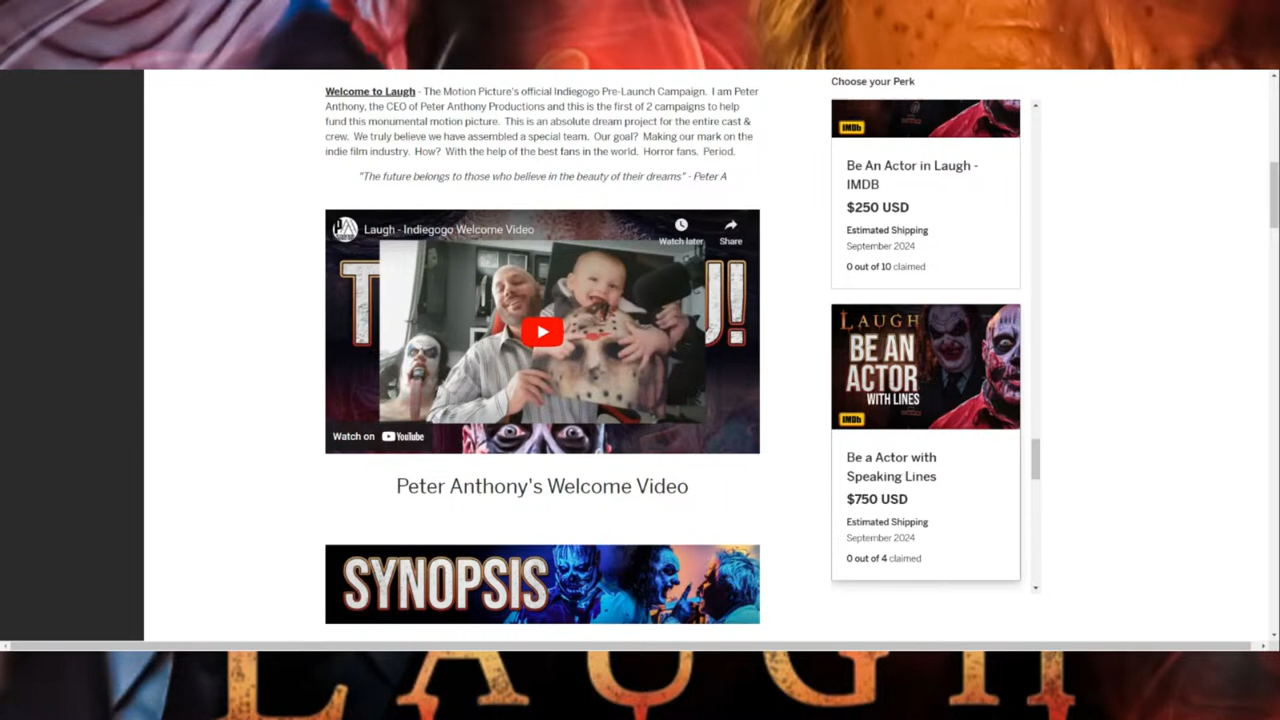 Welcome to Laugh - The Motion Picture's official Indiegogo Pre-Launch Campaign. I am Peter
Anthony, the CEO of Peter Anthony Productions and this is the first of 2 campaigns to help
fund this monumental motion picture. This is an absolute dream project for the entire cast &
crew. We truly believe we have assembled a special team. Our goal? Making our mark on the
indie film industry. How? With the help of the best fans in the world. Horror fans. Period.
"The future belongs to those who believe in the beauty of their dreams" - Peter A
Laugh - Indiegogo Welcome Video
Watch later
Share
Watch on YouTube
Peter Anthony's Welcome Video
SYNOPSIS
Choose your Perk
IMDb
Be An Actor in Laugh -
IMDB
$250 USD
Estimated Shipping
September 2024
0 out of 10 claimed
LAUGH
BE AN
ACTOR
WITH LINES
IMDb
Be a Actor with
Speaking Lines
$750 USD
Estimated Shipping
September 2024
0 out of 4 claimed
LAUGH